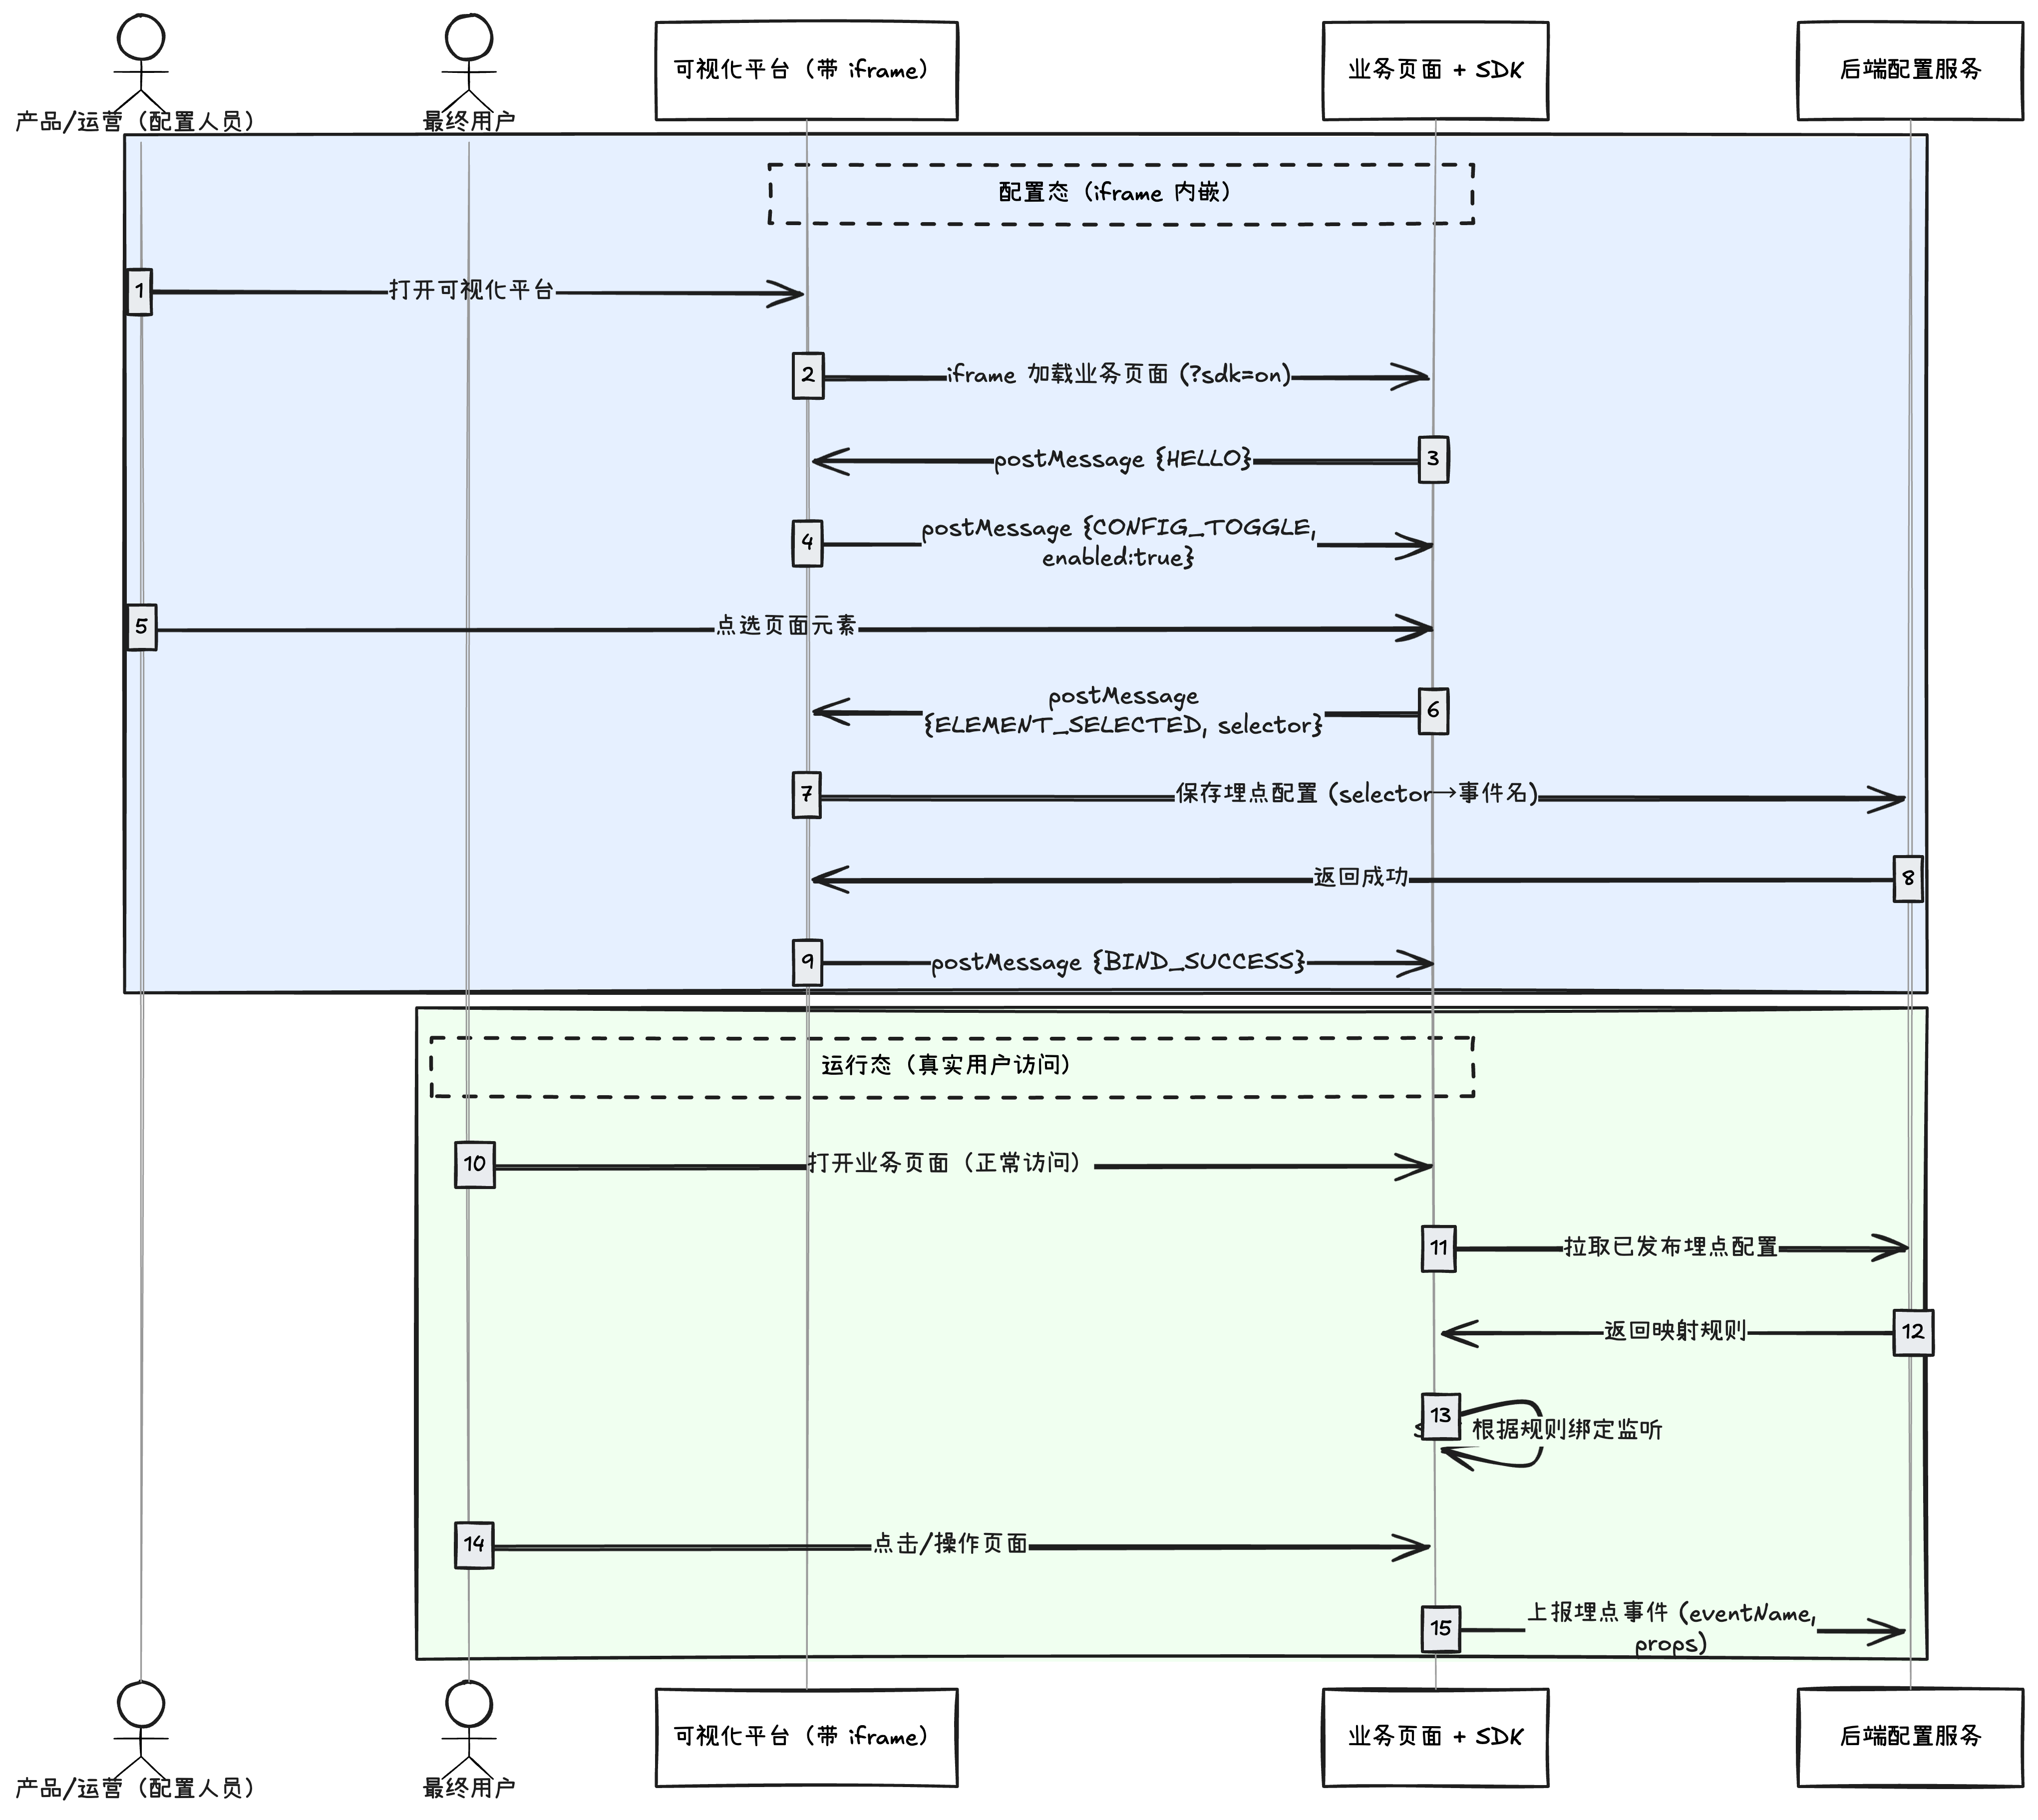 产品/运营（配置人员）
最终用户
可视化平台（带 iframe）
业务页面 + SDK
后端配置服务
配置态（iframe 内嵌）
1
打开可视化平台
2
iframe 加载业务页面 (?sdk=on)
postMessage {HELLO}
3
4
postMessage {CONFIG_TOGGLE,
enabled:true}
5
点选页面元素
postMessage
{ELEMENT_SELECTED, selector}
6
7
保存埋点配置 (selector→事件名)
返回成功
8
9
postMessage {BIND_SUCCESS}
运行态（真实用户访问）
10
打开业务页面（正常访问）
11
拉取已发布埋点配置
返回映射规则
12
13
根据规则绑定监听
14
点击/操作页面
15
上报埋点事件 (eventName,
props)
产品/运营（配置人员）
最终用户
可视化平台（带 iframe）
业务页面 + SDK
后端配置服务